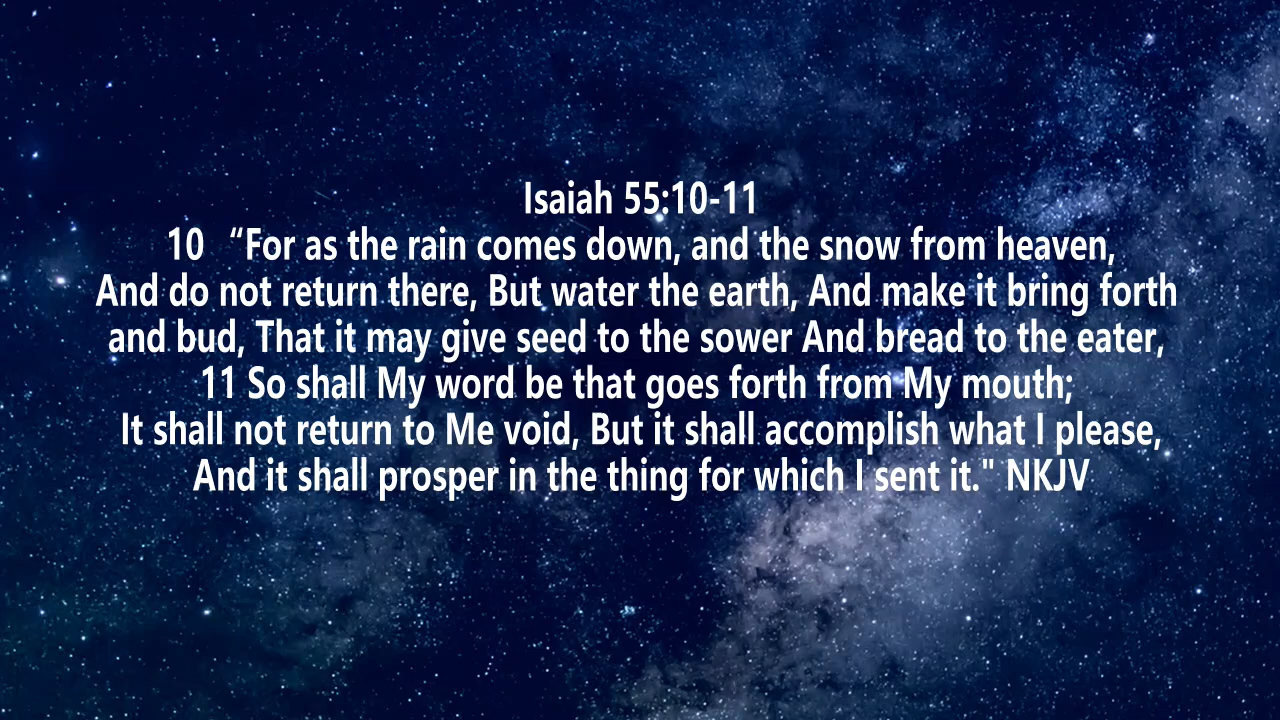 Isaiah 55:10-11
10 “For as the rain comes down, and the snow from heaven,
And do not return there, But water the earth, And make it bring forth
and bud, That it may give seed to the sower And bread to the eater,
11 So shall My word be that goes forth from My mouth;
It shall not return to Me void, But it shall accomplish what I please,
And it shall prosper in the thing for which I sent it." NKJV